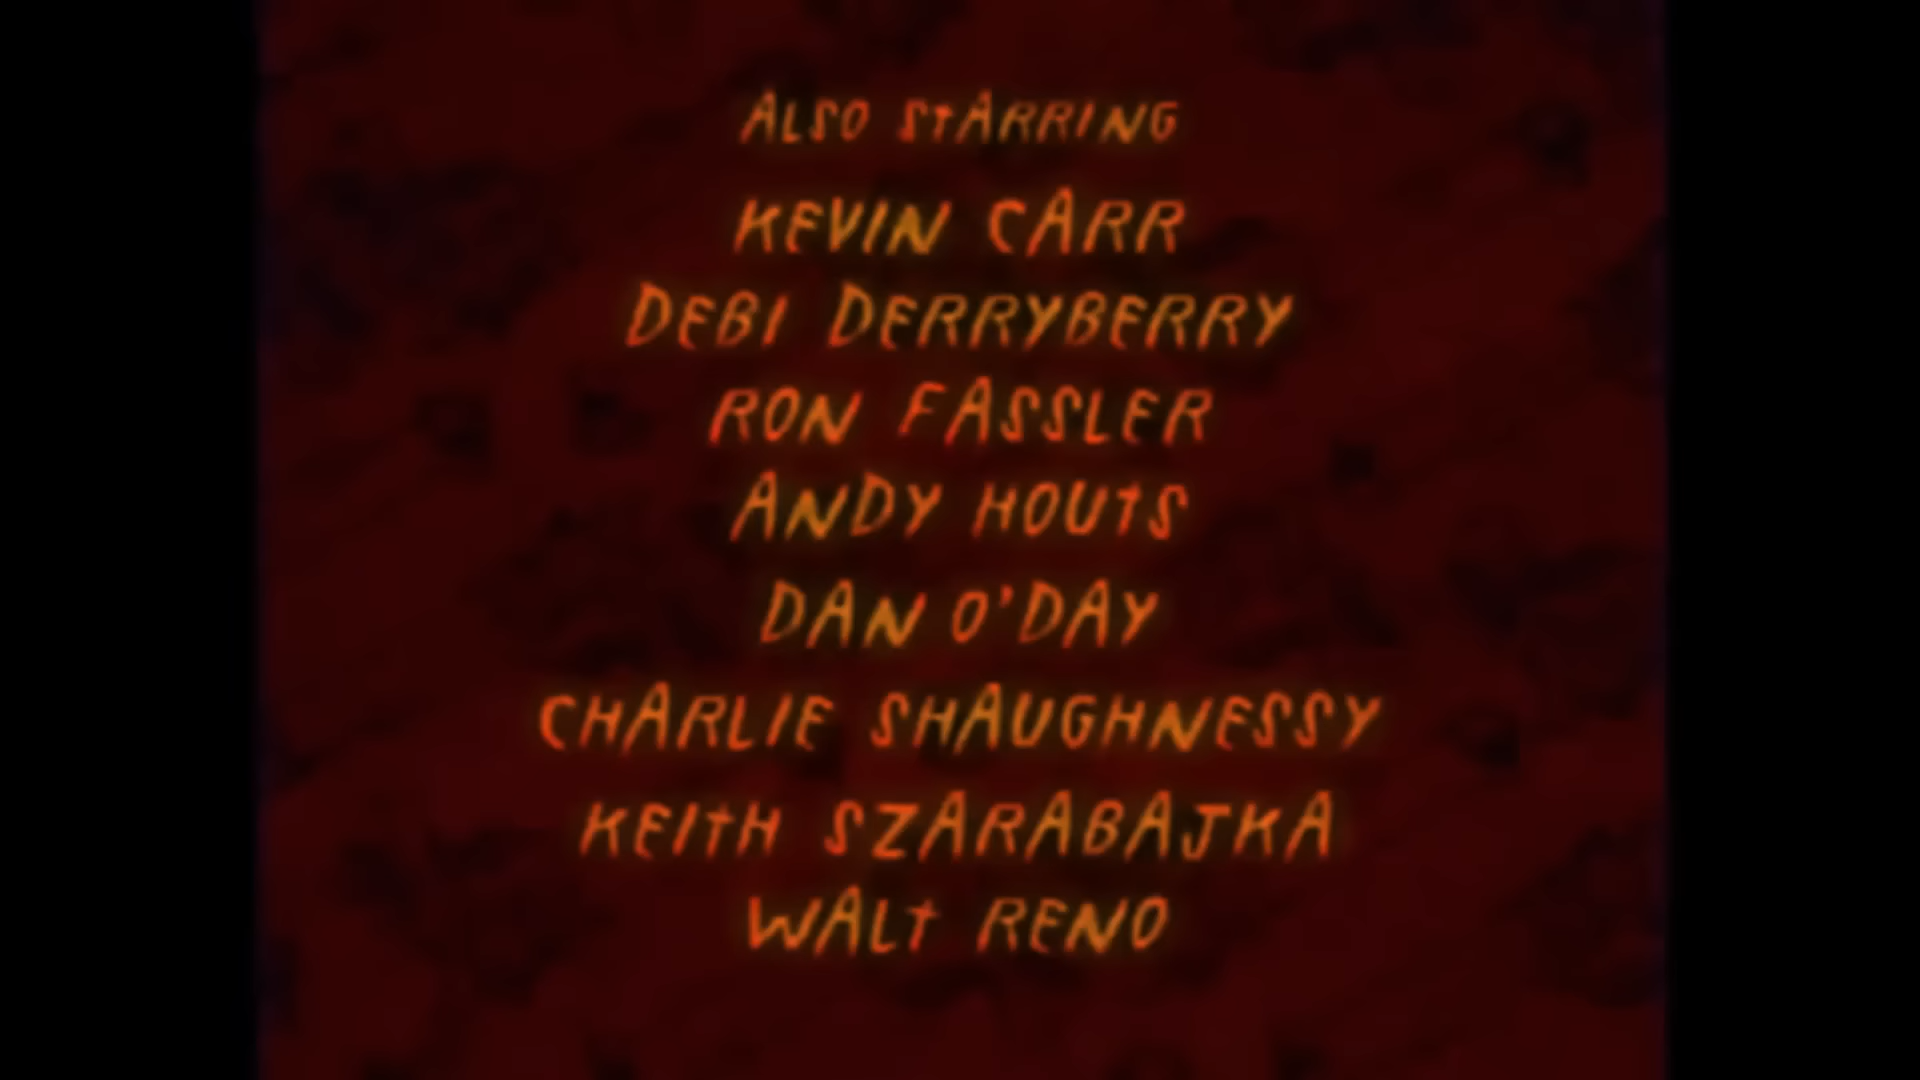 ALSO STARRING
KEVIN CARR
DEBI DERRYBERRY
RON FASSLER
ANDY HOUTS
DAN O'DAY
CHARLIE SHAUGHNESSY
KEITH SZARABAJKA
WALT RENO